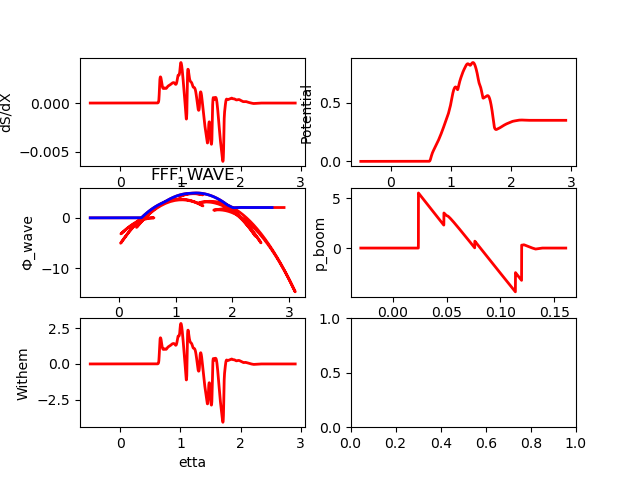 dS/dX
0.000
−0.005
0 1 2 3
Potential
0.5
0.0
0 1 2 3
FFF_WAVE
Φ_wave
0
−10
0 1 2 3
p_boom
5
0
0.00 0.05 0.10 0.15
Withem
2.5
0.0
−2.5
0 1 2 3
etta
1.0
0.5
0.0
0.0 0.2 0.4 0.6 0.8 1.0